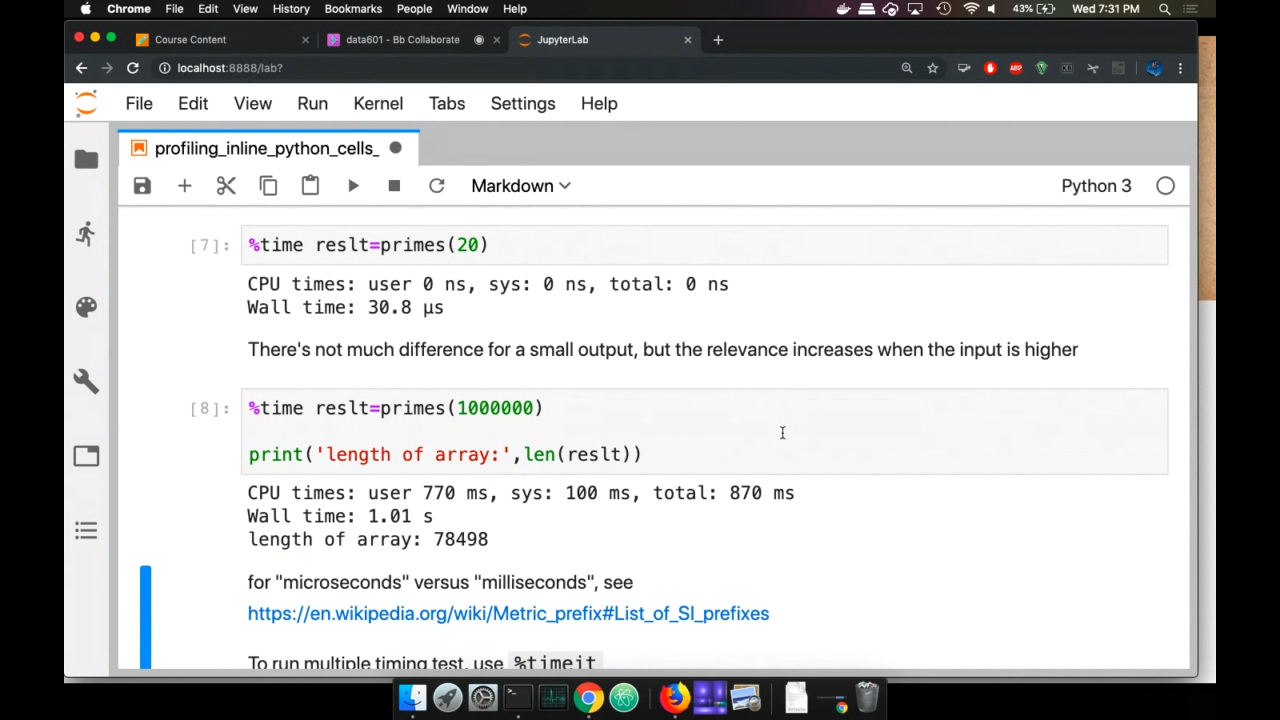 Chrome File Edit View History Bookmarks People Window Help 43% Wed 7:31 PM
Course Content data601 - Bb Collaborate JupyterLab
localhost:8888/lab?
ABP
File Edit View Run Kernel Tabs Settings Help
profiling_inline_python_cells_
Markdown Python 3
[7]: %time reslt=primes(20)
CPU times: user 0 ns, sys: 0 ns, total: 0 ns
Wall time: 30.8 µs
There's not much difference for a small output, but the relevance increases when the input is higher
[8]: %time reslt=primes(1000000)
print('length of array:',len(reslt))
CPU times: user 770 ms, sys: 100 ms, total: 870 ms
Wall time: 1.01 s
length of array: 78498
for "microseconds" versus "milliseconds", see
https://en.wikipedia.org/wiki/Metric_prefix#List_of_SI_prefixes
To run multiple timing test, use %timeit